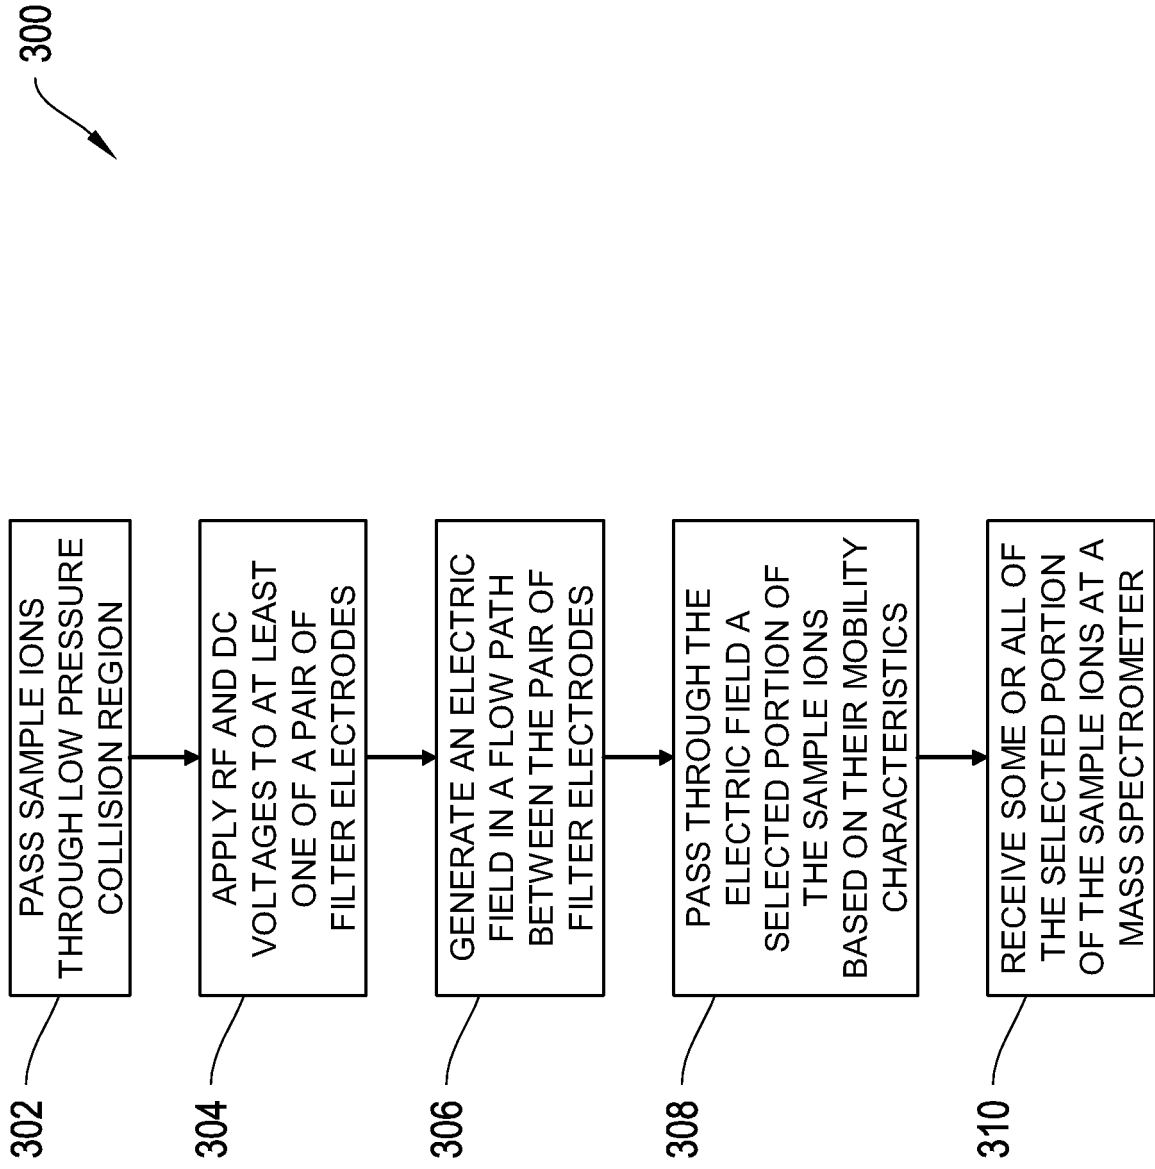 300
302
PASS SAMPLE IONS
THROUGH LOW PRESSURE
COLLISION REGION
304
APPLY RF AND DC
VOLTAGES TO AT LEAST
ONE OF A PAIR OF
FILTER ELECTRODES
306
GENERATE AN ELECTRIC
FIELD IN A FLOW PATH
BETWEEN THE PAIR OF
FILTER ELECTRODES
308
PASS THROUGH THE
ELECTRIC FIELD A
SELECTED PORTION OF
THE SAMPLE IONS
BASED ON THEIR MOBILITY
CHARACTERISTICS
310
RECEIVE SOME OR ALL OF
THE SELECTED PORTION
OF THE SAMPLE IONS AT A
MASS SPECTROMETER